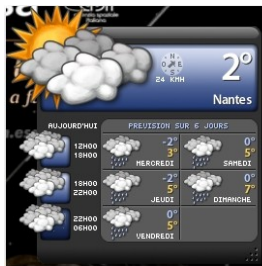 N
O E
S
24 KMH
2°
Nantes
AUJOURD'HUI
PREVISION SUR 6 JOURS
12H00
18H00
-2°
3°
MERCREDI
0°
5°
SAMEDI
18H00
22H00
-2°
5°
JEUDI
0°
7°
DIMANCHE
22H00
06H00
0°
5°
VENDREDI